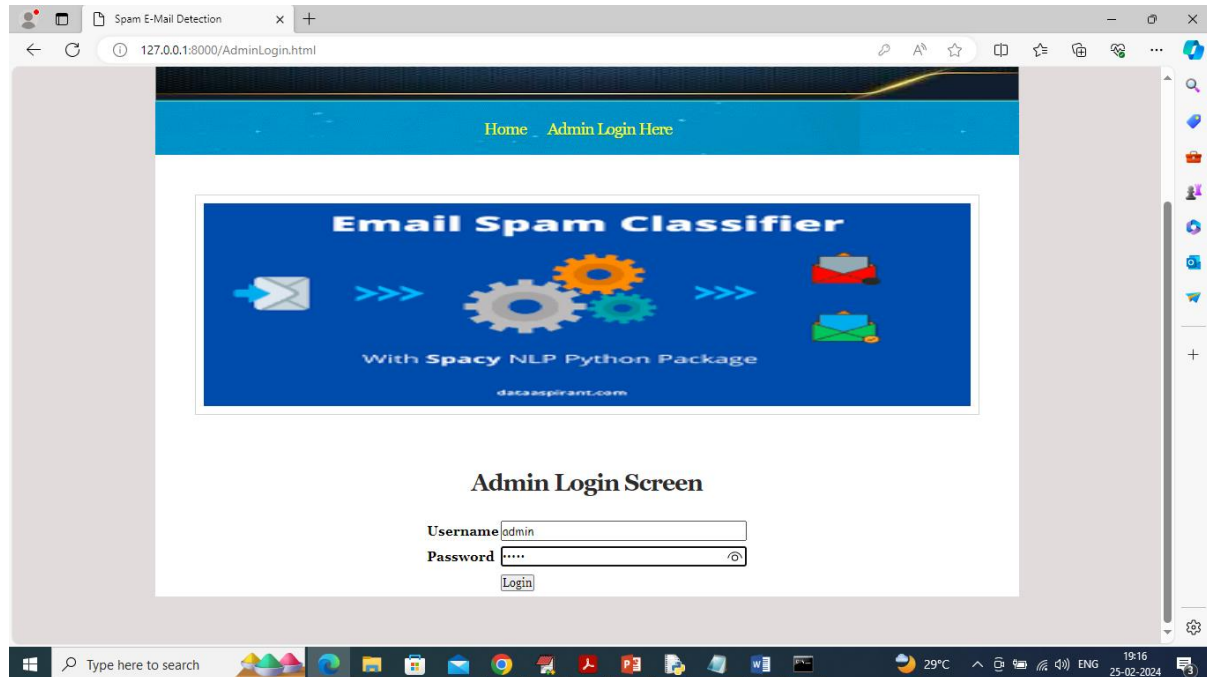 Spam E-Mail Detection
127.0.0.1:8000/AdminLogin.html
Home Admin Login Here
Email Spam Classifier
>>> >>>
With Spacy NLP Python Package
dataaspirant.com
Admin Login Screen
Username admin
Password •••••
Login
Type here to search
29°C
ENG
19:16
25-02-2024